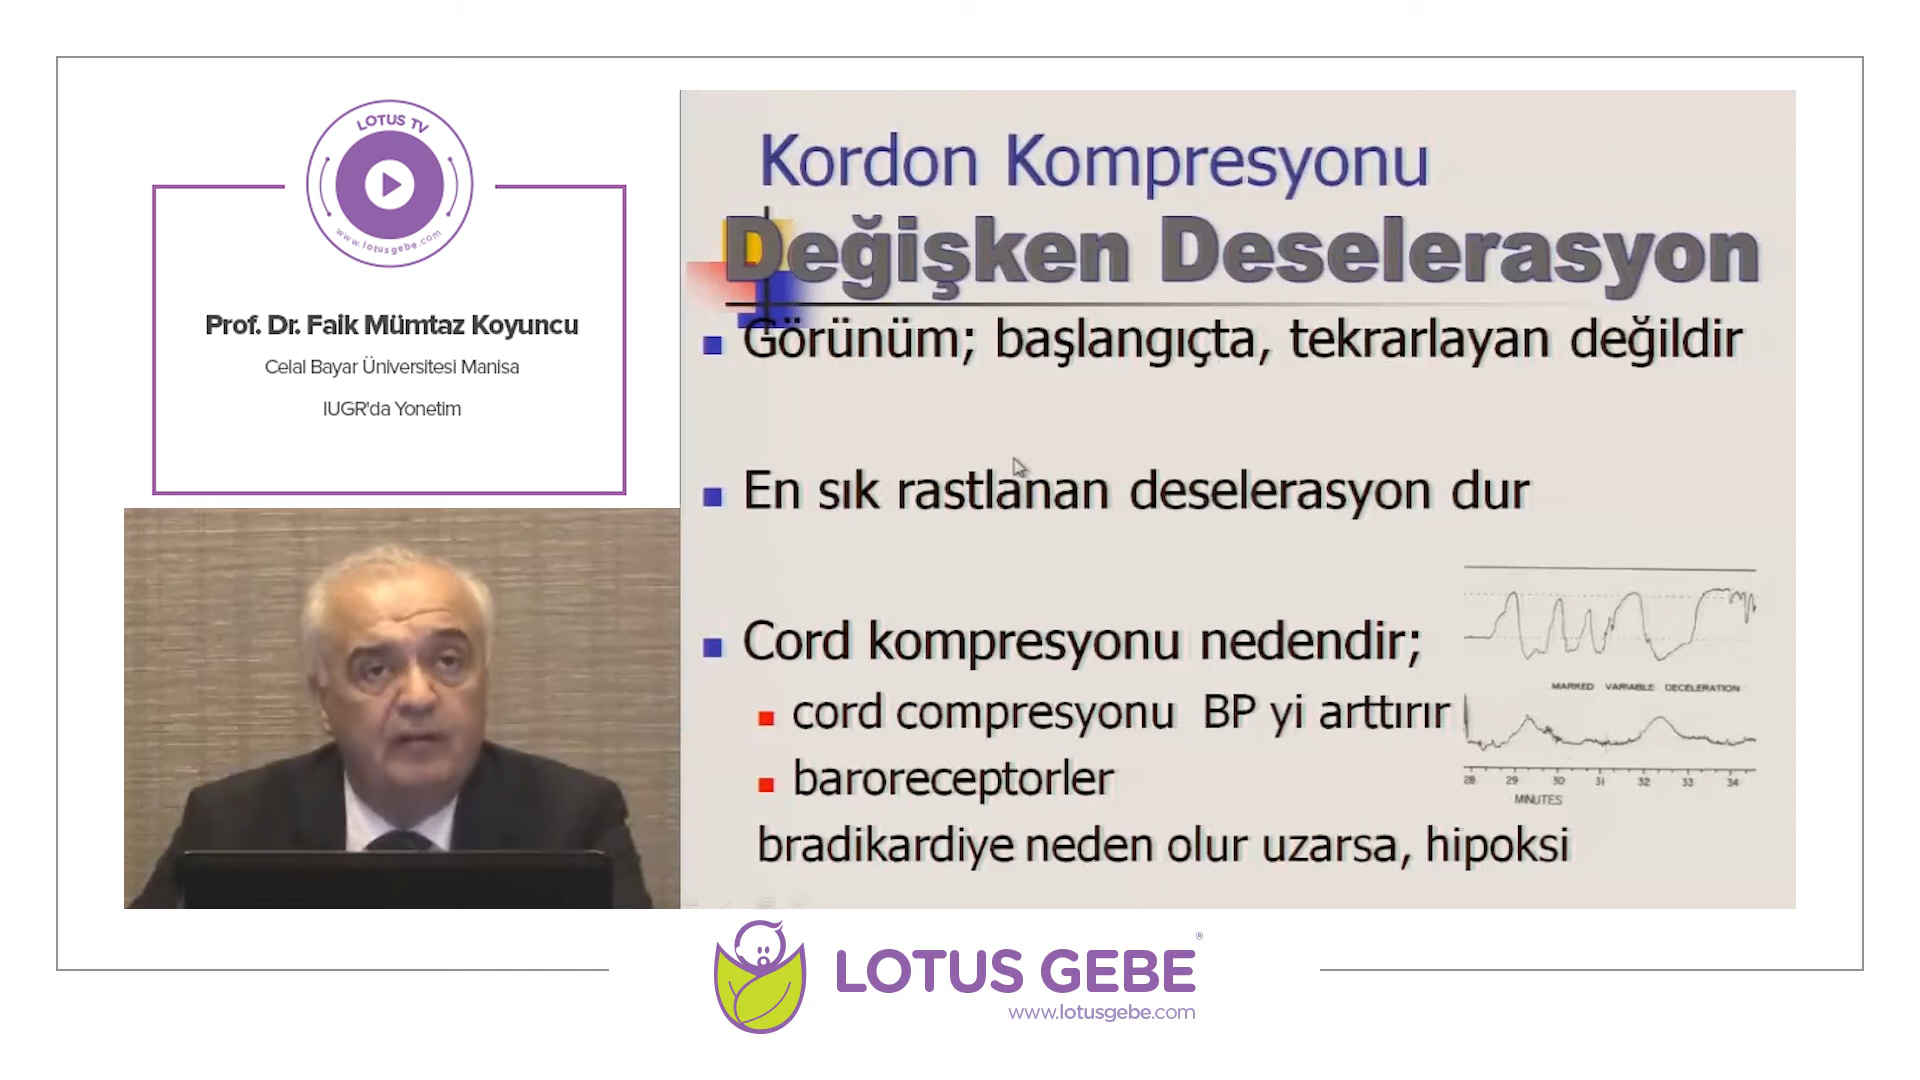 LOTUS TV
www.lotusgebe.com
Prof. Dr. Faik Mümtaz Koyuncu
Celal Bayar Üniversitesi Manisa
IUGR'da Yonetim
Kordon Kompresyonu
Değişken Deselerasyon
Görünüm; başlangıçta, tekrarlayan değildir
En sık rastlanan deselerasyon dur
Cord kompresyonu nedendir;
cord compresyonu BP yi arttırır
baroreceptorler
bradikardiye neden olur uzarsa, hipoksi
MARKED VARIABLE DECELERATION
28 29 30 31 32 33 34
MINUTES
LOTUS GEBE®
www.lotusgebe.com